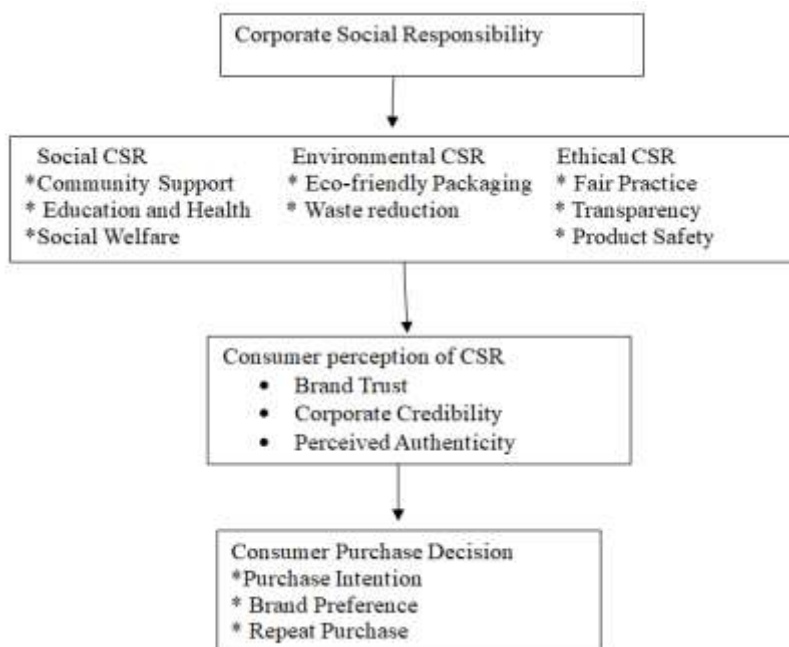 Corporate Social Responsibility
Social CSR
*Community Support
* Education and Health
*Social Welfare
Environmental CSR
* Eco-friendly Packaging
* Waste reduction
Ethical CSR
* Fair Practice
* Transparency
* Product Safety
Consumer perception of CSR
• Brand Trust
• Corporate Credibility
• Perceived Authenticity
Consumer Purchase Decision
*Purchase Intention
* Brand Preference
* Repeat Purchase